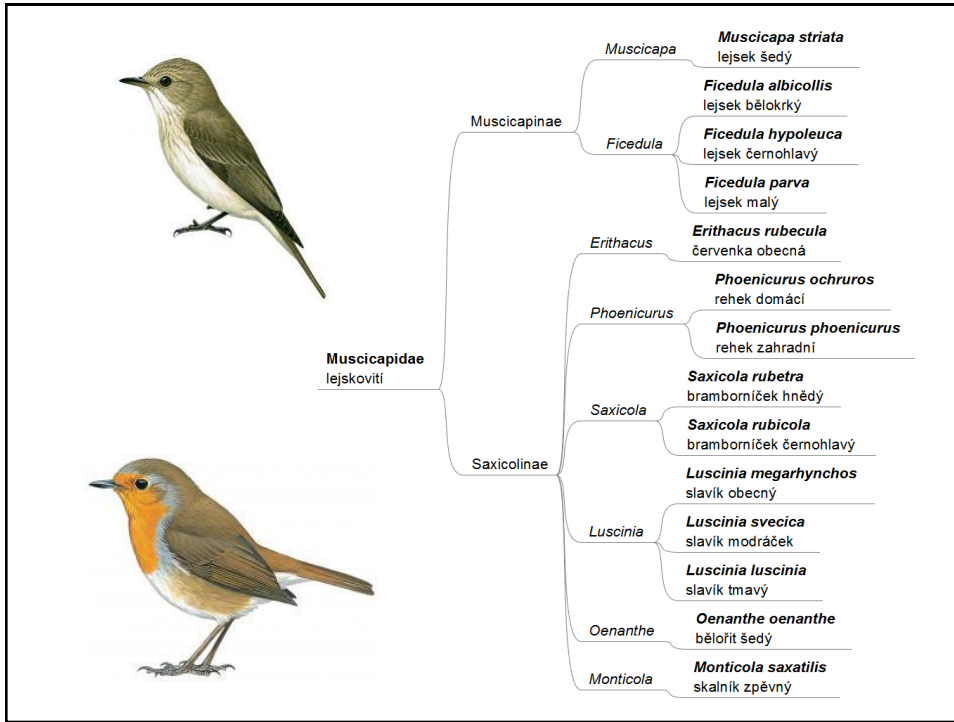 Muscicapidae
lejskovití
Muscicapinae
Muscicapa
Muscicapa striata
lejsek šedý
Ficedula
Ficedula albicollis
lejsek bělokrký
Ficedula hypoleuca
lejsek černohlavý
Ficedula parva
lejsek malý
Saxicolinae
Erithacus
Erithacus rubecula
červenka obecná
Phoenicurus
Phoenicurus ochruros
rehek domácí
Phoenicurus phoenicurus
rehek zahradní
Saxicola
Saxicola rubetra
bramborníček hnědý
Saxicola rubicola
bramborníček černohlavý
Luscinia
Luscinia megarhynchos
slavík obecný
Luscinia svecica
slavík modráček
Luscinia luscinia
slavík tmavý
Oenanthe
Oenanthe oenanthe
bělořit šedý
Monticola
Monticola saxatilis
skalník zpěvný